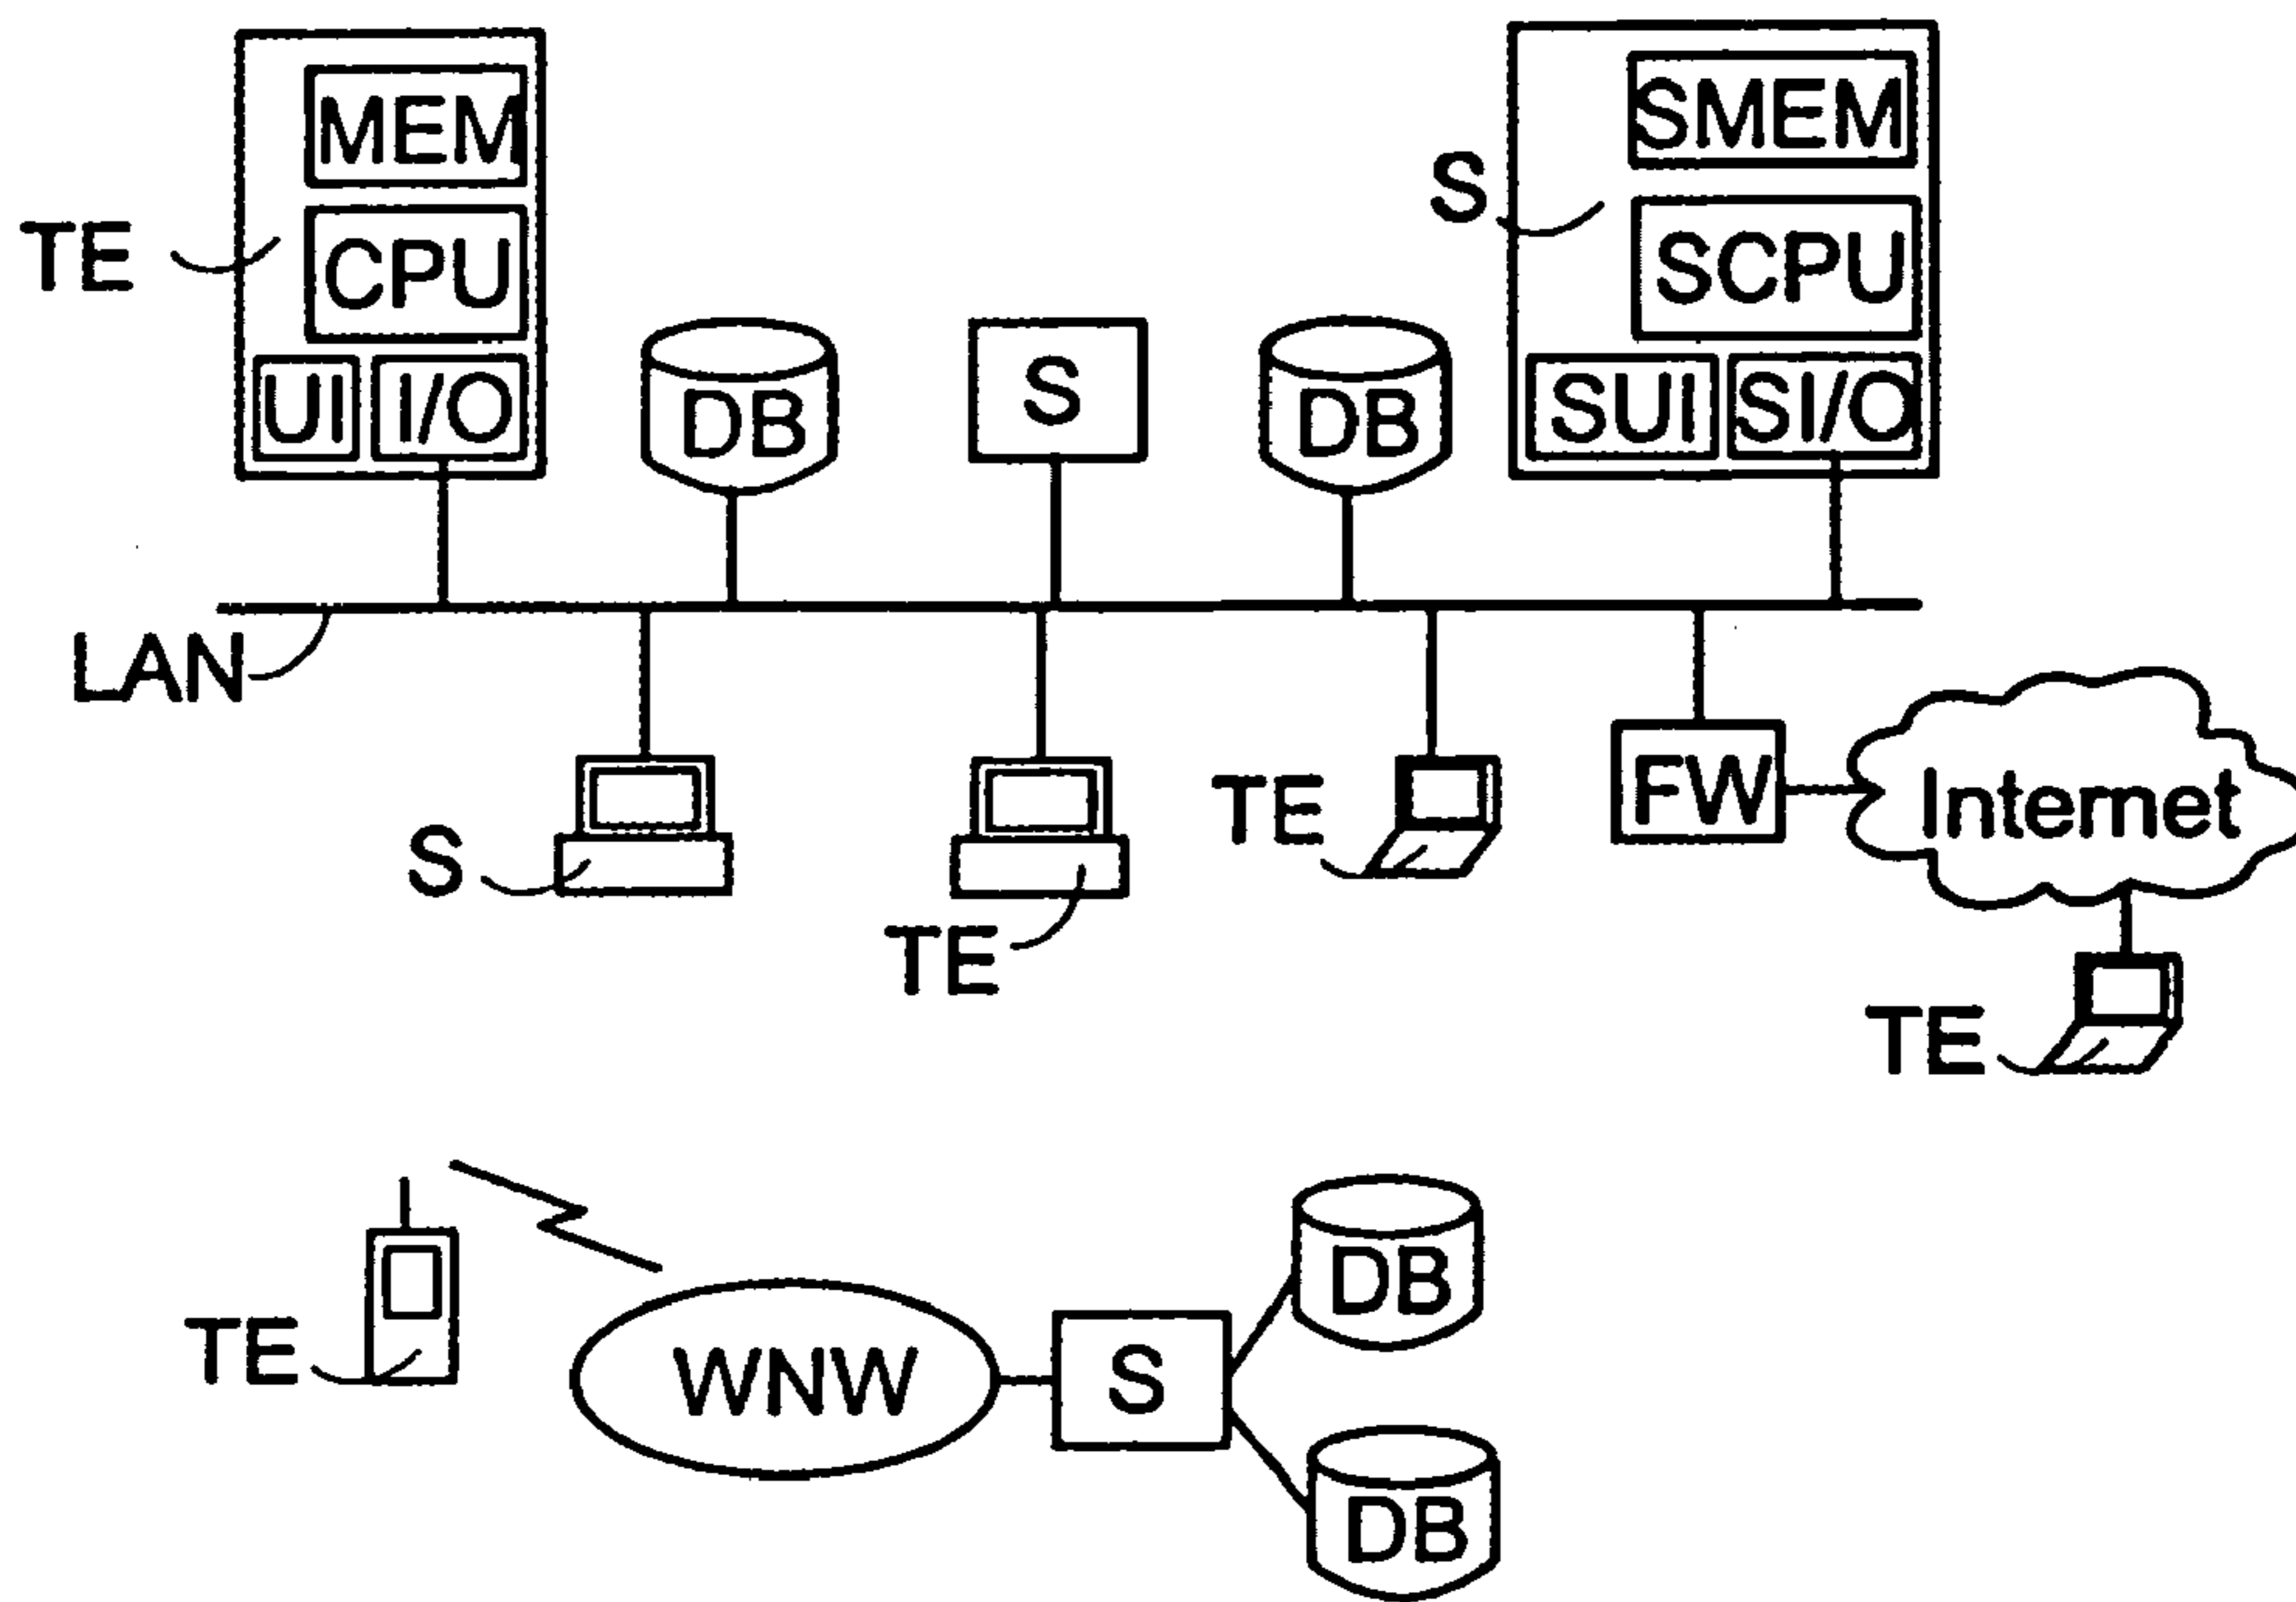 MEM
SMEM
S
TE
CPU
SCPU
UI
I/O
DB
S
DB
SUI
SI/O
LAN
TE
FW
Internet
S
TE
TE
DB
TE
WNW
S
DB